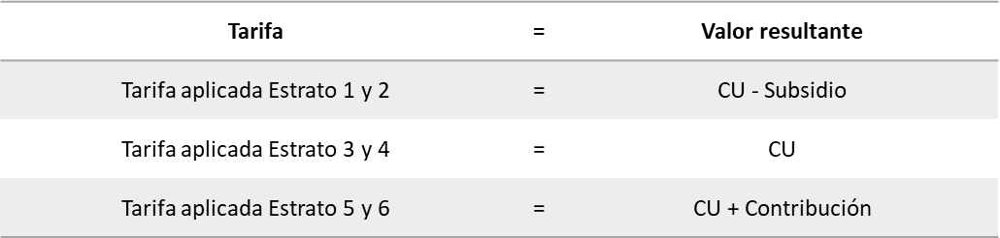 Tarifa = Valor resultante
Tarifa aplicada Estrato 1 y 2 = CU - Subsidio
Tarifa aplicada Estrato 3 y 4 = CU
Tarifa aplicada Estrato 5 y 6 = CU + Contribución